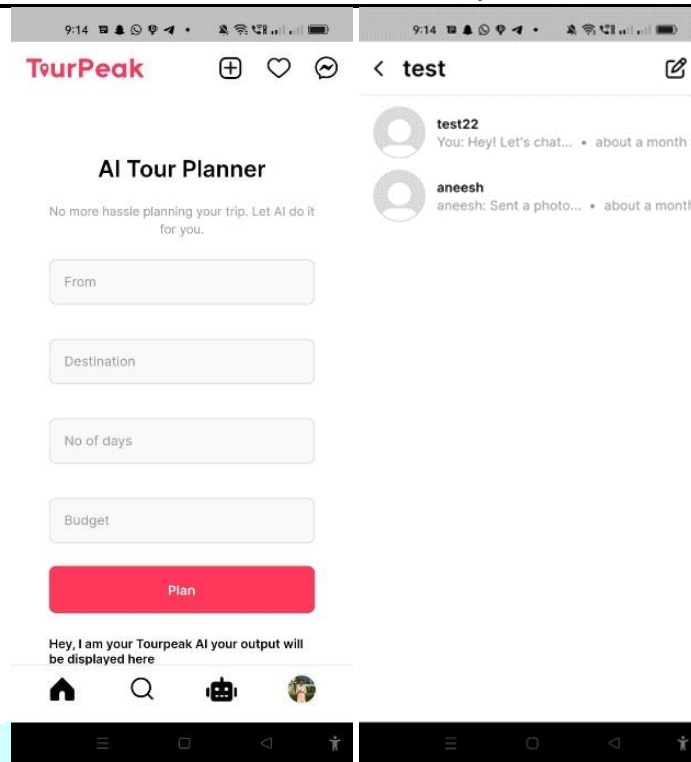 9:14
TourPeak
AI Tour Planner
No more hassle planning your trip. Let AI do it
for you.
From
Destination
No of days
Budget
Plan
Hey, I am your Tourpeak AI your output will
be displayed here
9:14
test
test22
You: Hey! Let's chat... • about a month
aneesh
aneesh: Sent a photo... • about a month